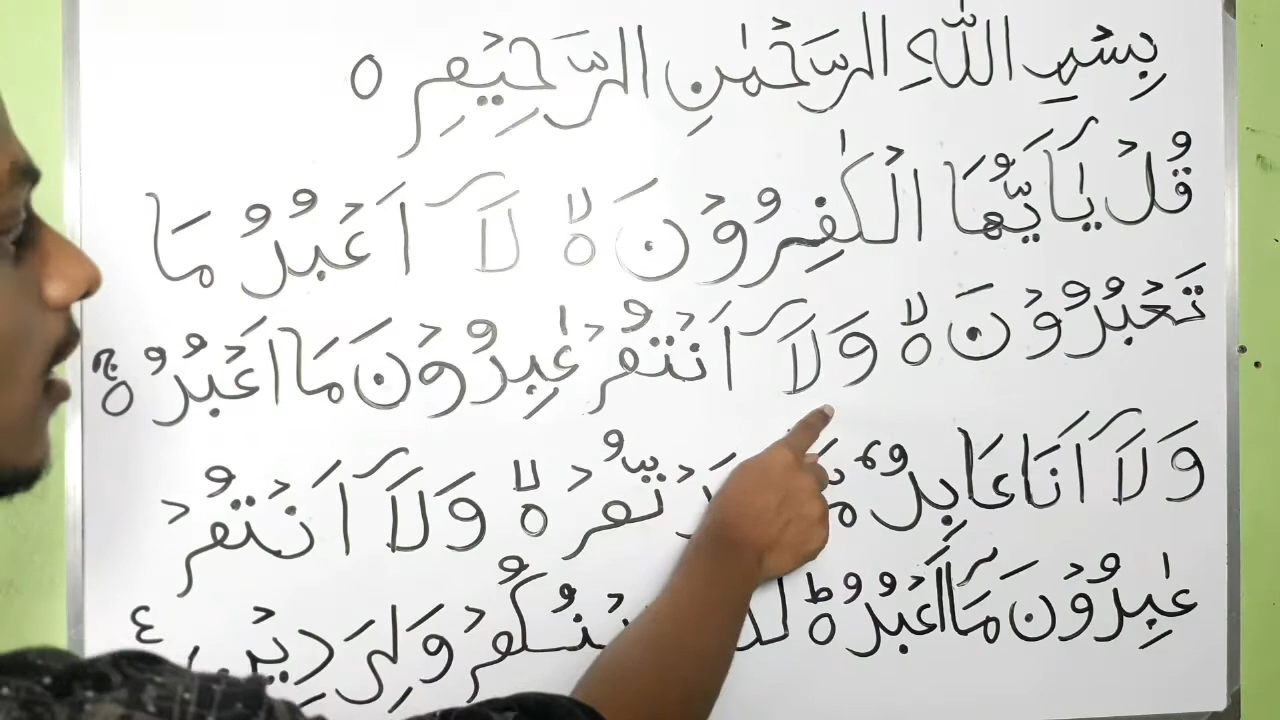 بِسْمِ اللّٰهِ الرَّحْمٰنِ الرَّحِيْمِ ○
قُلْ يٰٓاَيُّهَا الْكٰفِرُوْنَ ۙ لَآ اَعْبُدُ مَا
تَعْبُدُوْنَ ۙ وَلَآ اَنْتُمْ عٰبِدُوْنَ مَا اَعْبُدُ ۚ
وَلَآ اَنَا عَابِدٌ عَبَدْتُّمْ ۙ وَلَآ اَنْتُمْ
عٰبِدُوْنَ مَآ اَعْبُدُ ؕ وَلِىَ دِيْنِ ع